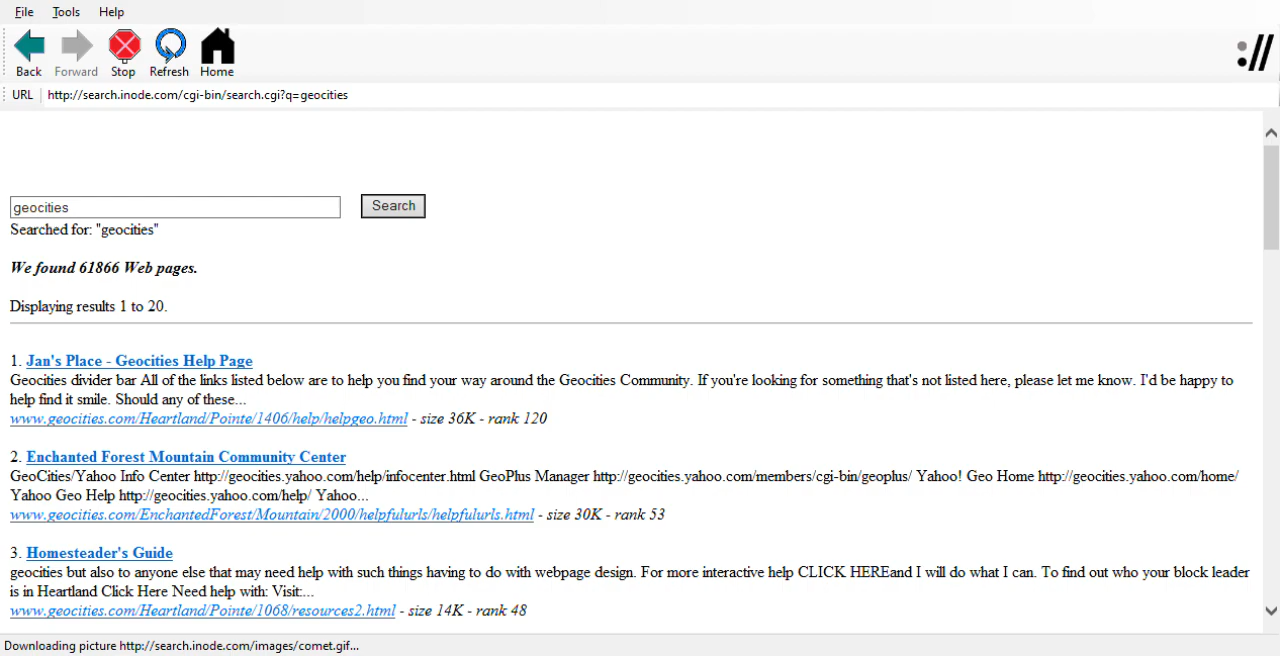 File Tools Help
Back Forward Stop Refresh Home
URL http://search.inode.com/cgi-bin/search.cgi?q=geocities
geocities Search
Searched for: "geocities"
We found 61866 Web pages.
Displaying results 1 to 20.
1. Jan's Place - Geocities Help Page
Geocities divider bar All of the links listed below are to help you find your way around the Geocities Community. If you're looking for something that's not listed here, please let me know. I'd be happy to
help find it smile. Should any of these...
www.geocities.com/Heartland/Pointe/1406/help/helpgeo.html - size 36K - rank 120
2. Enchanted Forest Mountain Community Center
GeoCities/Yahoo Info Center http://geocities.yahoo.com/help/infocenter.html GeoPlus Manager http://geocities.yahoo.com/members/cgi-bin/geoplus/ Yahoo! Geo Home http://geocities.yahoo.com/home/
Yahoo Geo Help http://geocities.yahoo.com/help/ Yahoo...
www.geocities.com/EnchantedForest/Mountain/2000/helpfulurls/helpfulurls.html - size 30K - rank 53
3. Homesteader's Guide
geocities but also to anyone else that may need help with such things having to do with webpage design. For more interactive help CLICK HEREand I will do what I can. To find out who your block leader
is in Heartland Click Here Need help with: Visit:...
www.geocities.com/Heartland/Pointe/1068/resources2.html - size 14K - rank 48
Downloading picture http://search.inode.com/images/comet.gif...